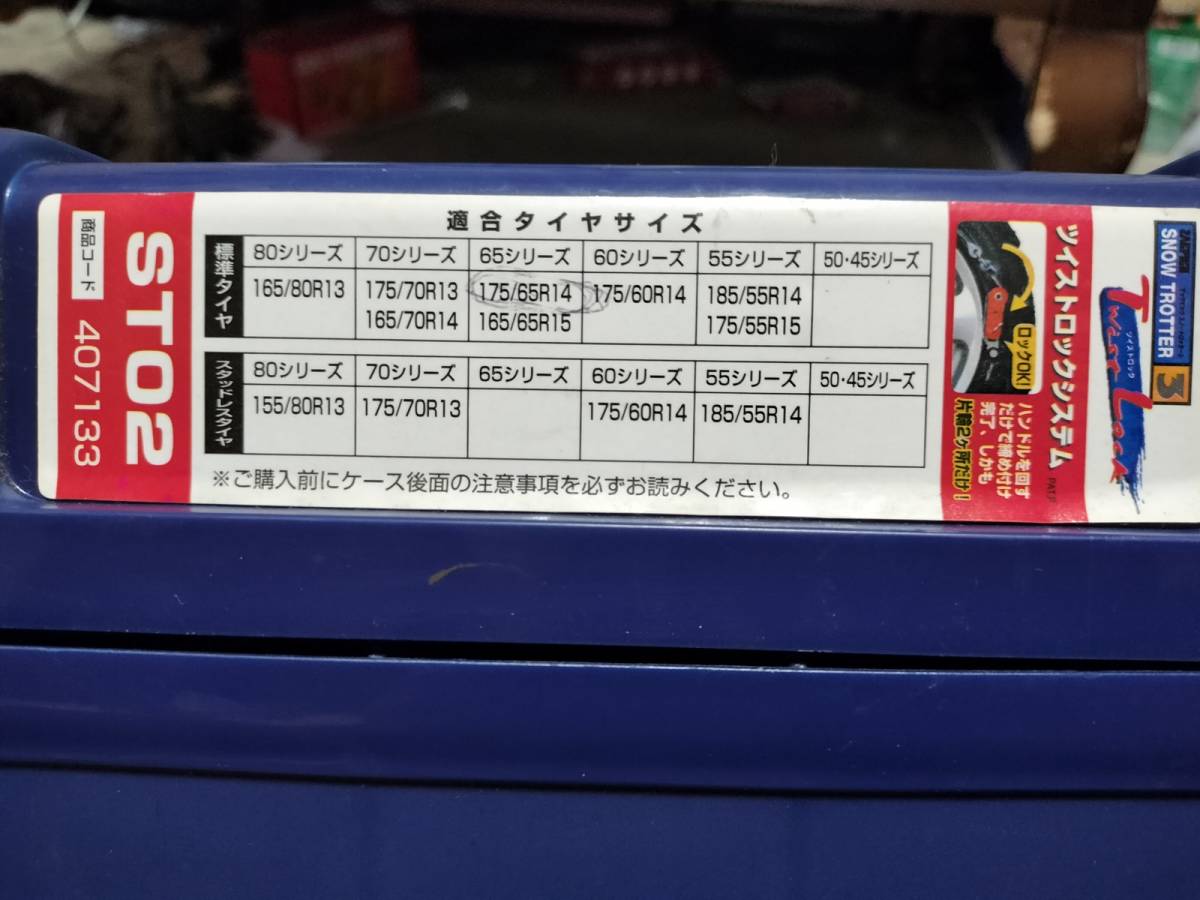 商品コード
ST02
407133
適合タイヤサイズ
標準タイヤ
80シリーズ 70シリーズ 65シリーズ 60シリーズ 55シリーズ 50・45シリーズ
165/80R13 175/70R13 175/65R14 175/60R14 185/55R14
165/70R14 165/65R15 175/55R15
スタッドレスタイヤ
80シリーズ 70シリーズ 65シリーズ 60シリーズ 55シリーズ 50・45シリーズ
155/80R13 175/70R13 175/60R14 185/55R14
※ご購入前にケース後面の注意事項を必ずお読みください。
ロックOK!
ツイストロックシステム
ハンドルを回す
だけで締め付け
完了、しかも
片輪2ヶ所だけ!
SNOW TROTTER
3
ツイストロック
Twist Lock